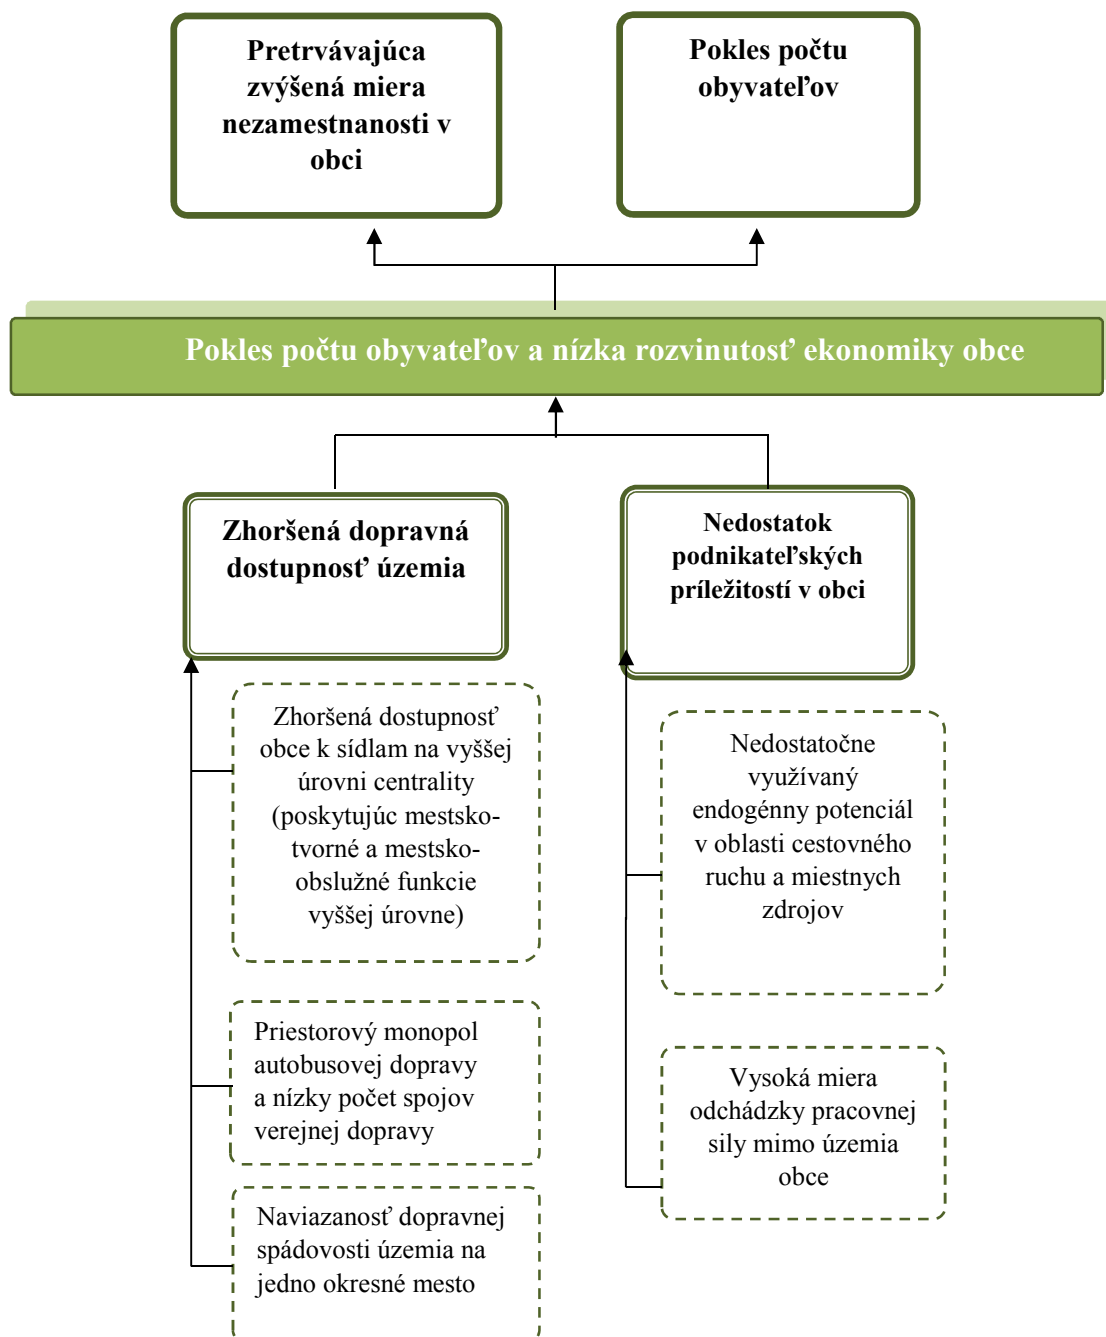 Pretrvávajúca
zvýšená miera
nezamestnanosti v
obci
Pokles počtu
obyvateľov
Pokles počtu obyvateľov a nízka rozvinutosť ekonomiky obce
Zhoršená dopravná
dostupnosť územia
Nedostatok
podnikateľských
príležitostí v obci
Zhoršená dostupnosť
obce k sídlam na vyššej
úrovni centrality
(poskytujúc mestsko-
tvorné a mestsko-
obslužné funkcie
vyššej úrovne)
Priestorový monopol
autobusovej dopravy
a nízky počet spojov
verejnej dopravy
Naviazanosť dopravnej
spádovosti územia na
jedno okresné mesto
Nedostatočne
využívaný
endogénny potenciál
v oblasti cestovného
ruchu a miestnych
zdrojov
Vysoká miera
odchádzky pracovnej
sily mimo územia
obce